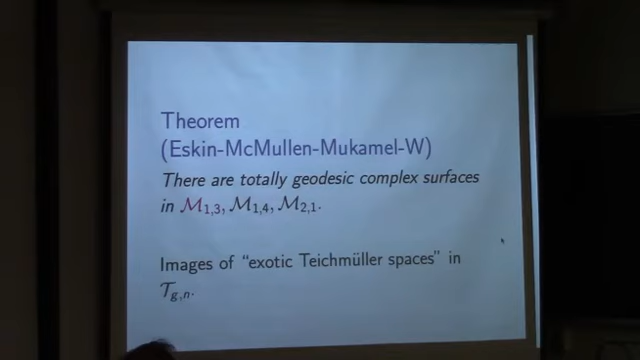 Theorem
(Eskin-McMullen-Mukamel-W)
There are totally geodesic complex surfaces
in M₁,₃, M₁,₄, M₂,₁.
Images of “exotic Teichmüller spaces” in
T_g,n.